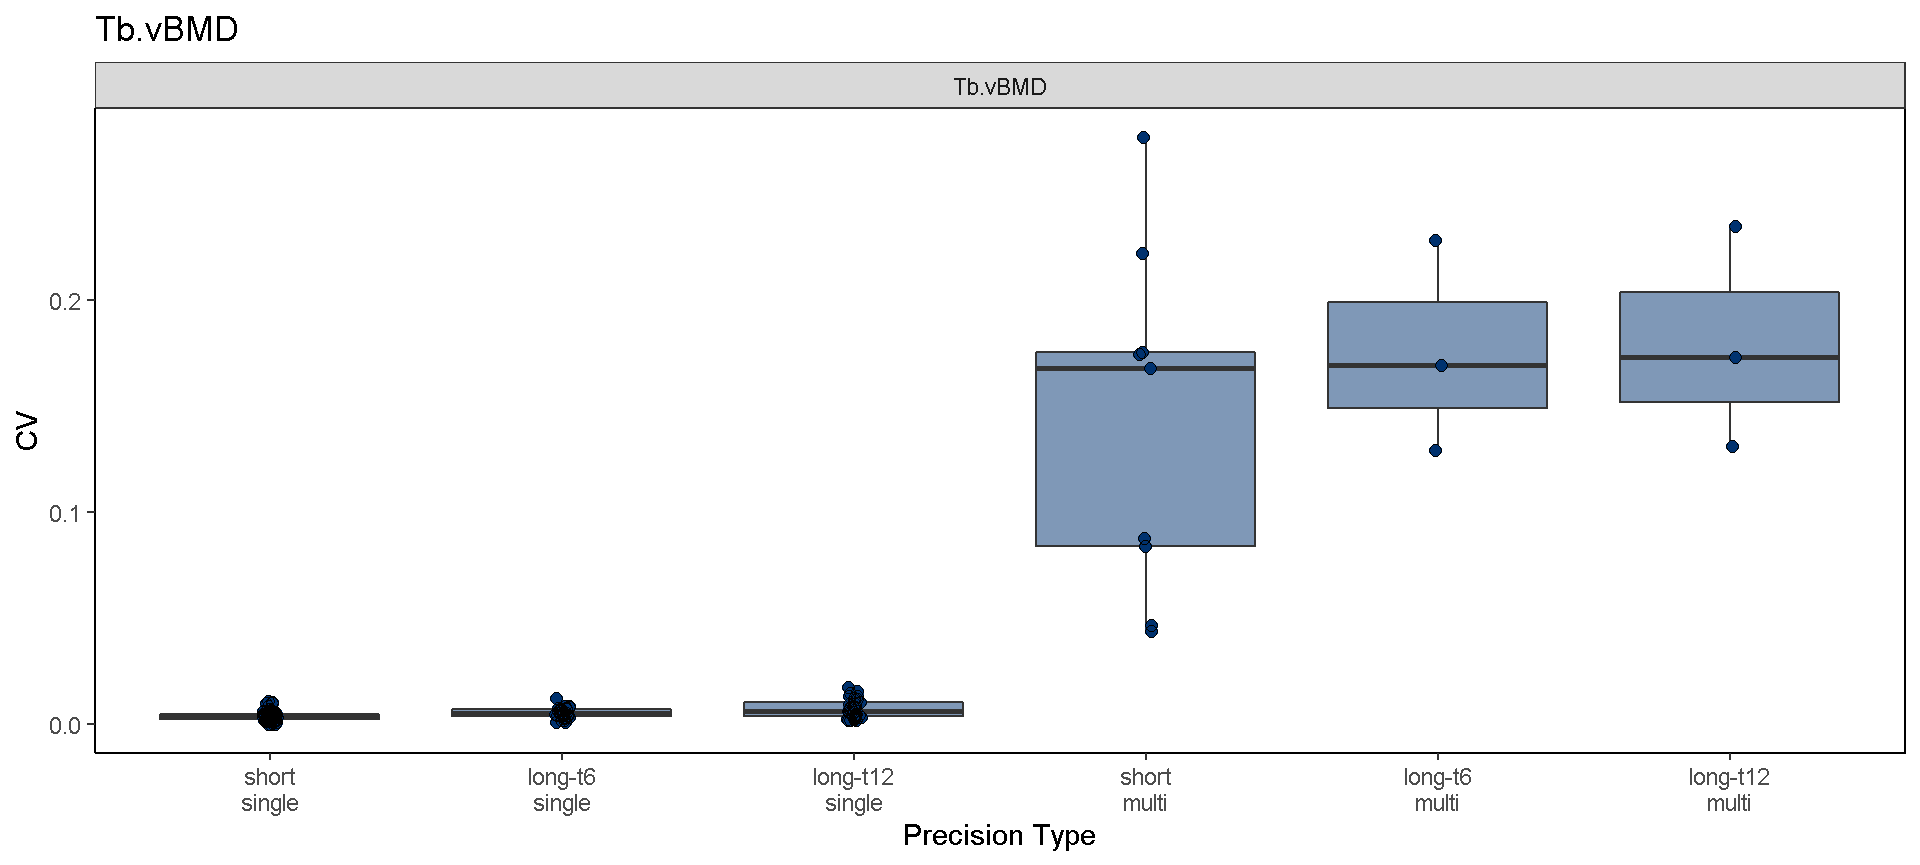 Tb.vBMD
Tb.vBMD
CV
0.2
0.1
0.0
short
single
long-t6
single
long-t12
single
short
multi
long-t6
multi
long-t12
multi
Precision Type